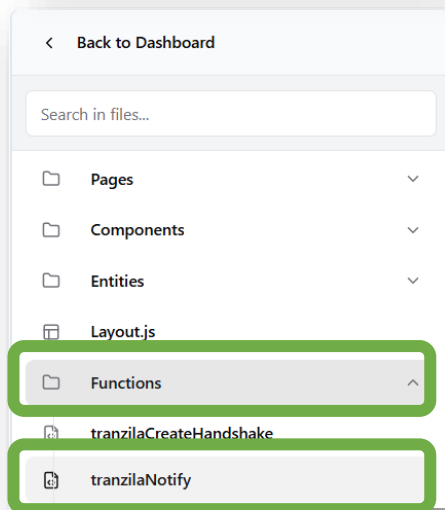 Back to Dashboard
Search in files...
Pages
Components
Entities
Layout.js
Functions
tranzilaCreateHandshake
tranzilaNotify